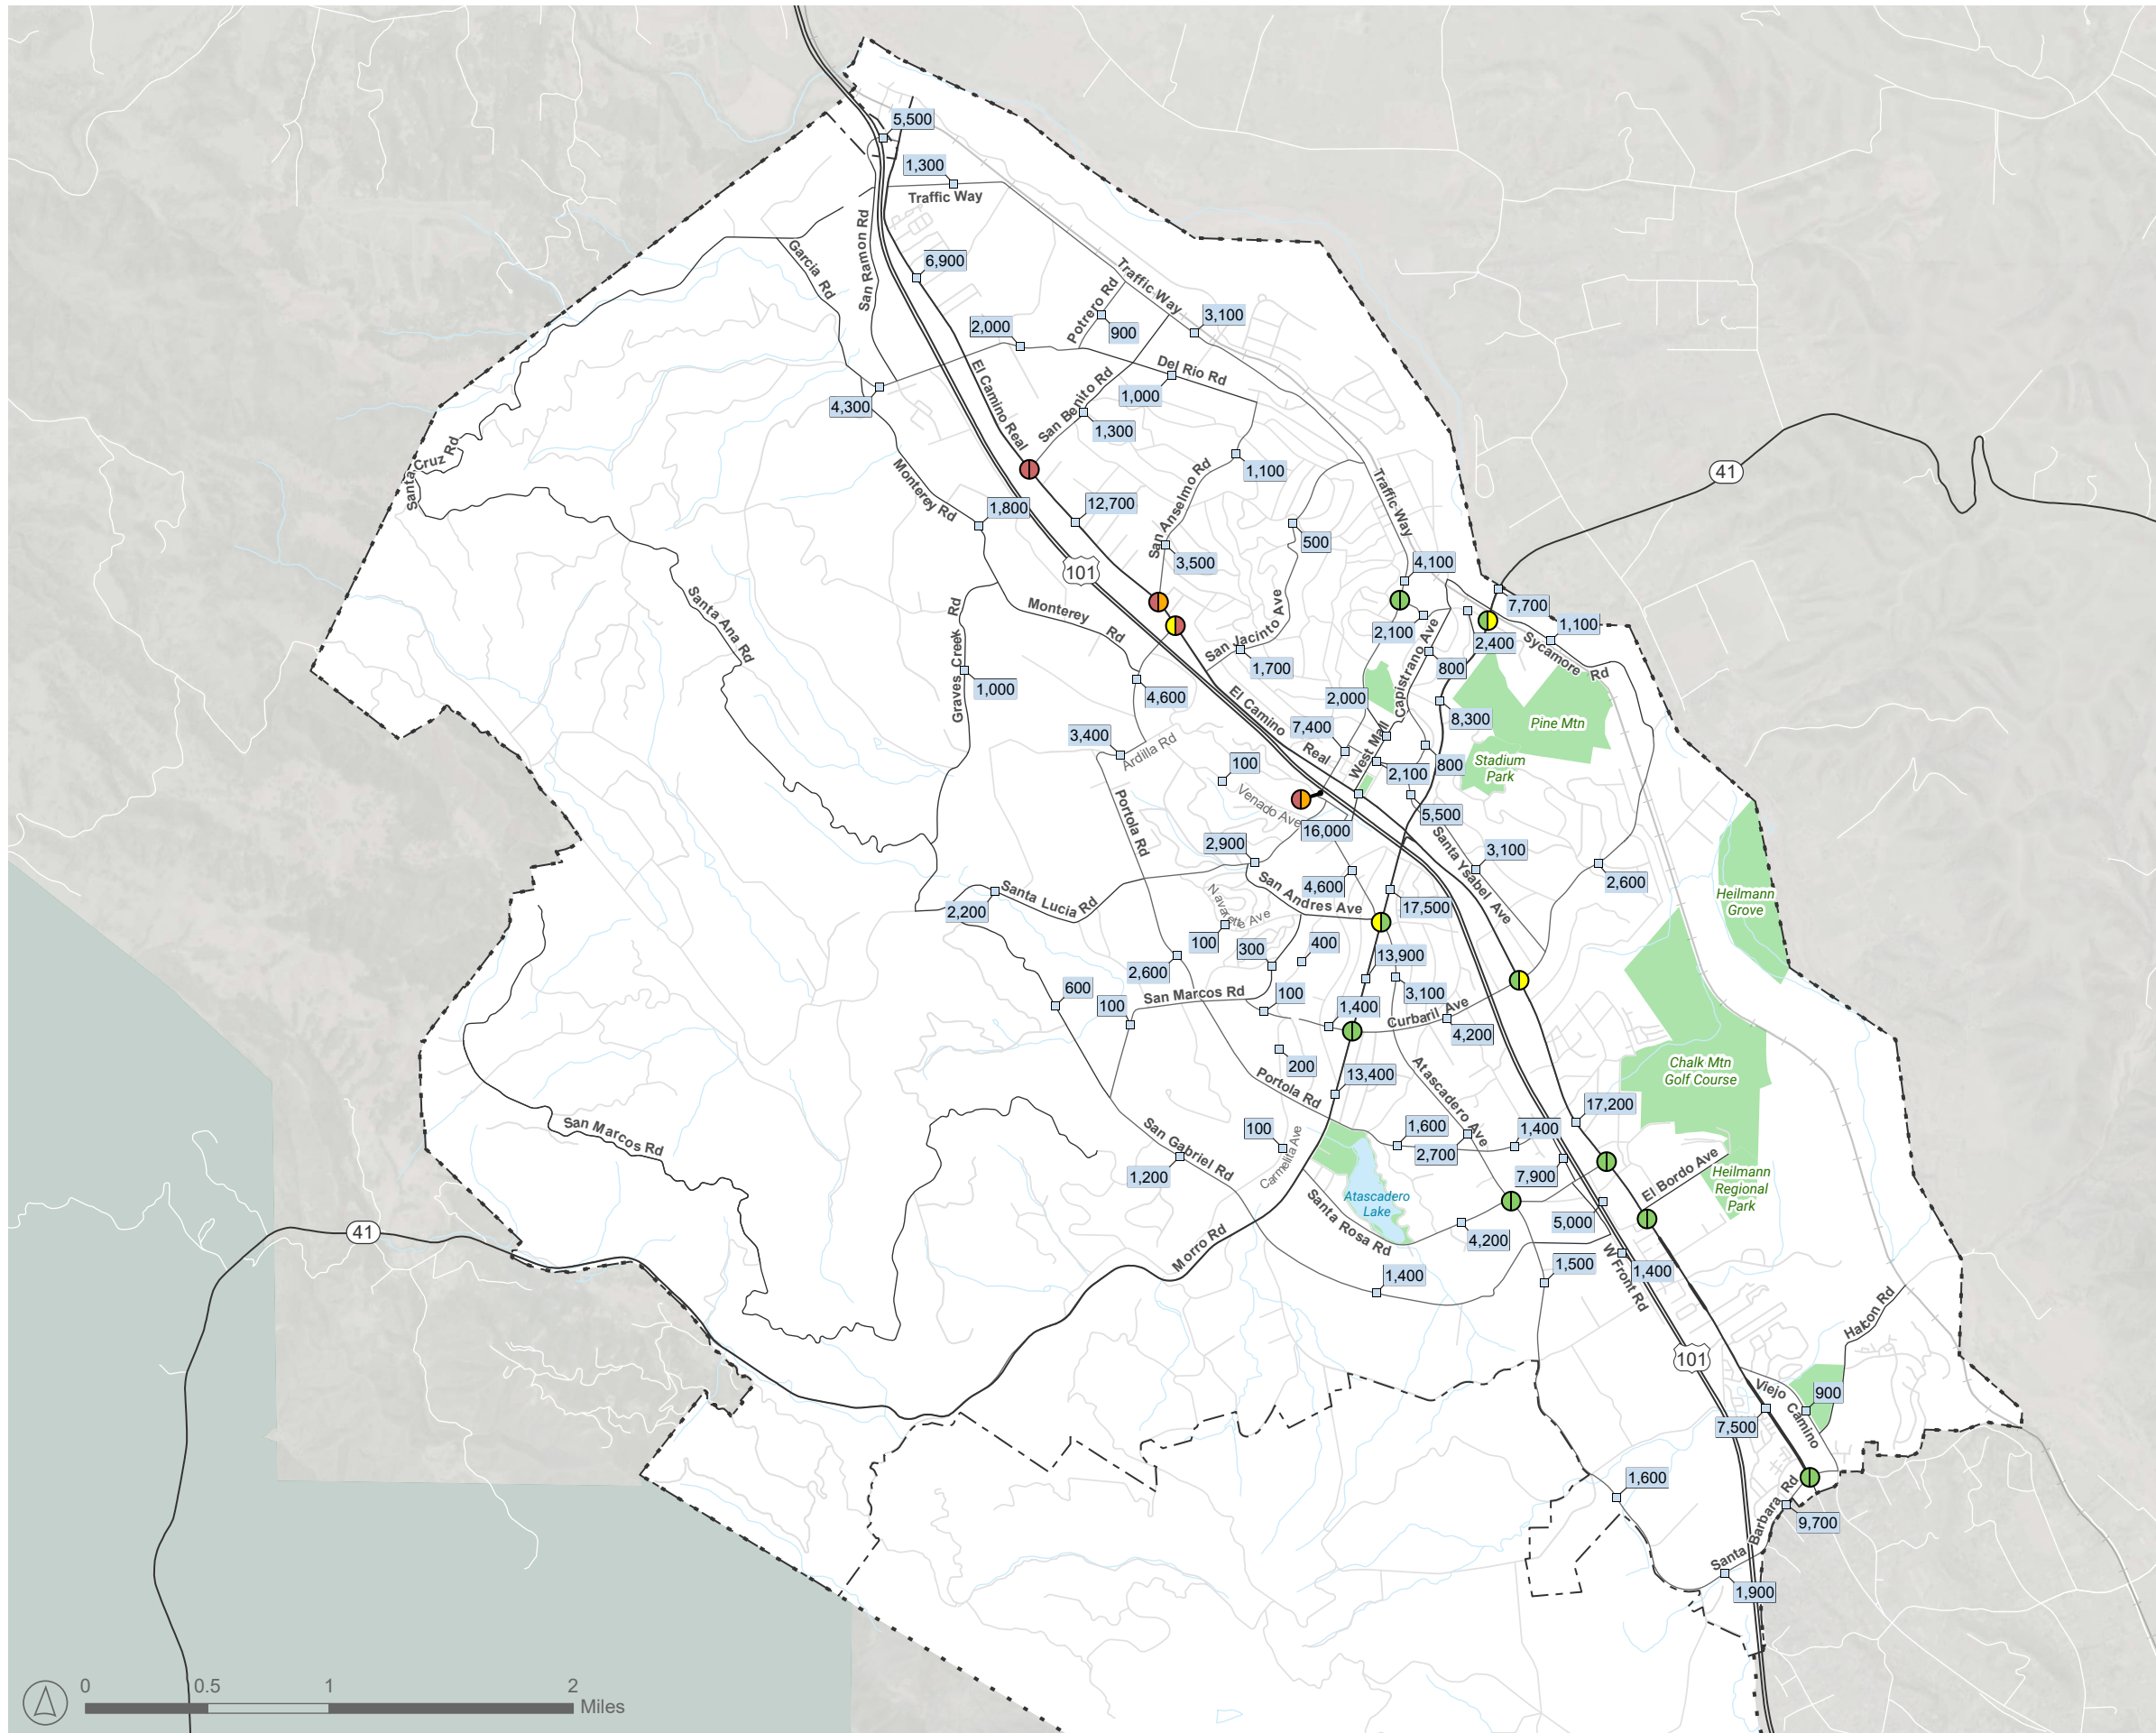 5,500
1,300
Traffic Way
Garcia Rd
San Ramon Rd
6,900
Traffic Way
2,000
Potrero Rd
900
3,100
El Camino Real
San Benito Rd
Del Rio Rd
1,000
4,300
1,300
Santa Cruz Rd
Monterey Rd
San Anselmo Rd
1,100
41
Traffic Way
1,800
12,700
500
3,500
101
4,100
Santa Ana Rd
Graves Creek Rd
Monterey Rd
San Jacinto Ave
7,700
2,100
1,100
2,400
Sycamore Rd
Capistrano Ave
800
1,700
1,000
4,600
2,000
El Camino Real
8,300
Pine Mtn
7,400
3,400
Ardilla Rd
West Mall
100
2,100
800
Stadium
Park
Portola Rd
Venado Ave
5,500
16,000
Santa Ysabel Ave
2,900
3,100
4,600
2,600
Santa Lucia Rd
San Andres Ave
2,200
Navarette Ave
17,500
Heilmann
Grove
100
300
400
13,900
2,600
600
100
San Marcos Rd
100
1,400
3,100
Curbaril Ave
4,200
200
Portola Rd
13,400
Atascadero Ave
Chalk Mtn
Golf Course
17,200
San Marcos Rd
San Gabriel Rd
100
Carmelita Ave
1,600
2,700
1,400
1,200
7,900
El Bordo Ave
Heilmann
Regional
Park
Atascadero
Lake
Santa Rosa Rd
5,000
41
Morro Rd
4,200
1,400
1,500
W Front Rd
1,400
Halcon Rd
101
Viejo Camino
900
7,500
1,600
Santa Barbara Rd
9,700
1,900
0 0.5 1 2
Miles